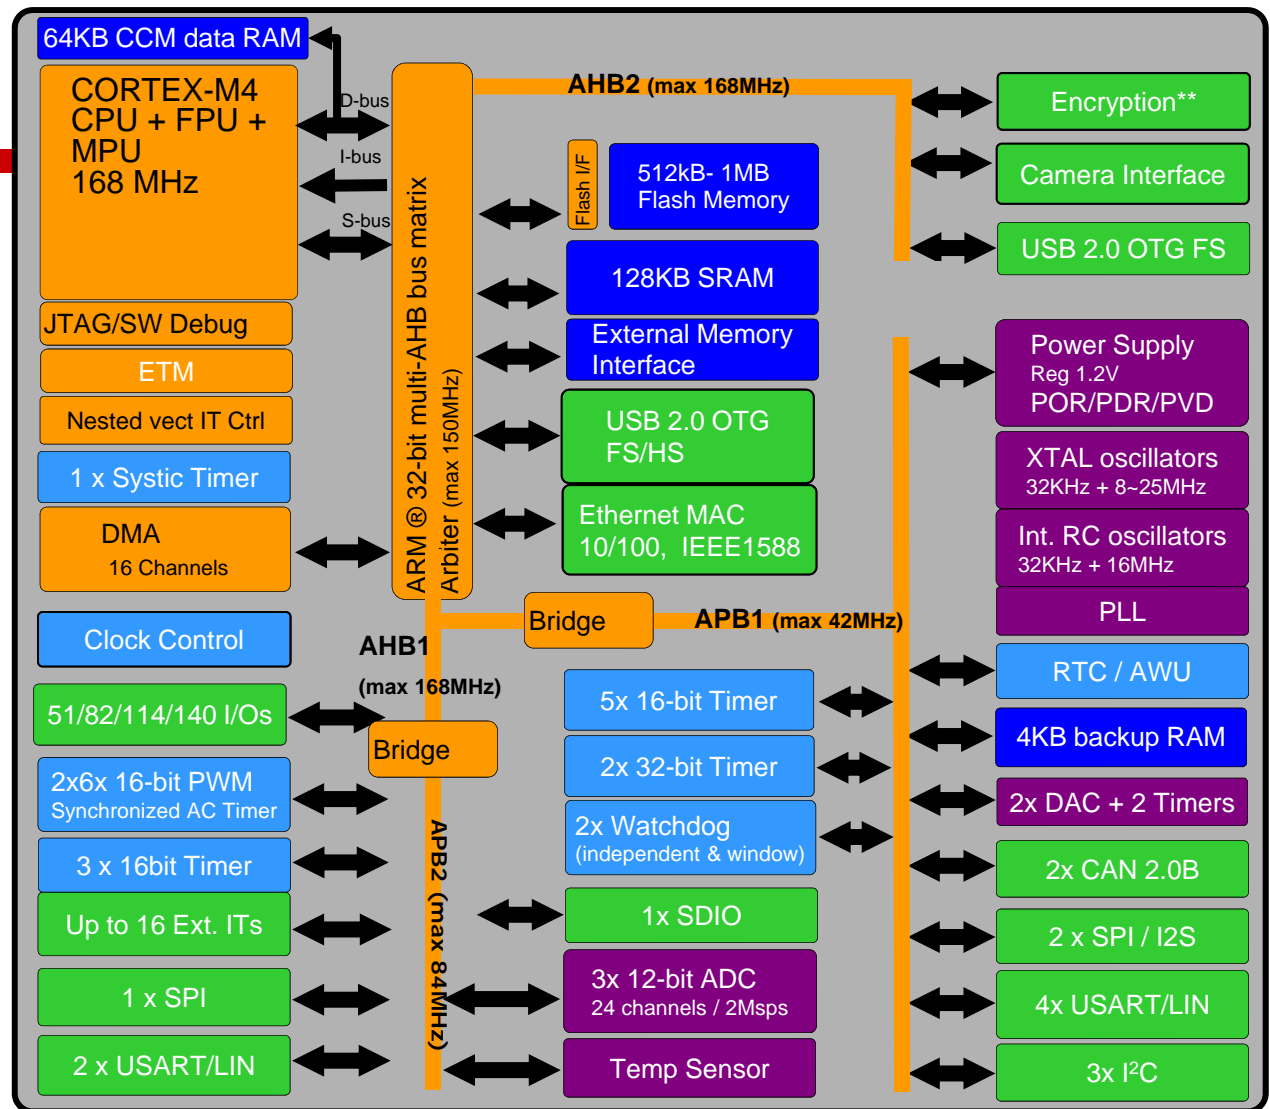 64KB CCM data RAM
CORTEX-M4
CPU + FPU +
MPU
168 MHz
D-bus
I-bus
S-bus
JTAG/SW Debug
ETM
Nested vect IT Ctrl
1 x Systic Timer
DMA
16 Channels
Clock Control
51/82/114/140 I/Os
2x6x 16-bit PWM
Synchronized AC Timer
3 x 16bit Timer
Up to 16 Ext. ITs
1 x SPI
2 x USART/LIN
ARM ® 32-bit multi-AHB bus matrix
Arbiter (max 150MHz)
AHB1
(max 168MHz)
Bridge
APB2 (max 84MHz)
AHB2 (max 168MHz)
Flash I/F
512kB- 1MB
Flash Memory
128KB SRAM
External Memory
Interface
USB 2.0 OTG
FS/HS
Ethernet MAC
10/100, IEEE1588
Bridge
APB1 (max 42MHz)
5x 16-bit Timer
2x 32-bit Timer
2x Watchdog
(independent & window)
1x SDIO
3x 12-bit ADC
24 channels / 2Msps
Temp Sensor
Encryption**
Camera Interface
USB 2.0 OTG FS
Power Supply
Reg 1.2V
POR/PDR/PVD
XTAL oscillators
32KHz + 8~25MHz
Int. RC oscillators
32KHz + 16MHz
PLL
RTC / AWU
4KB backup RAM
2x DAC + 2 Timers
2x CAN 2.0B
2 x SPI / I2S
4x USART/LIN
3x I²C